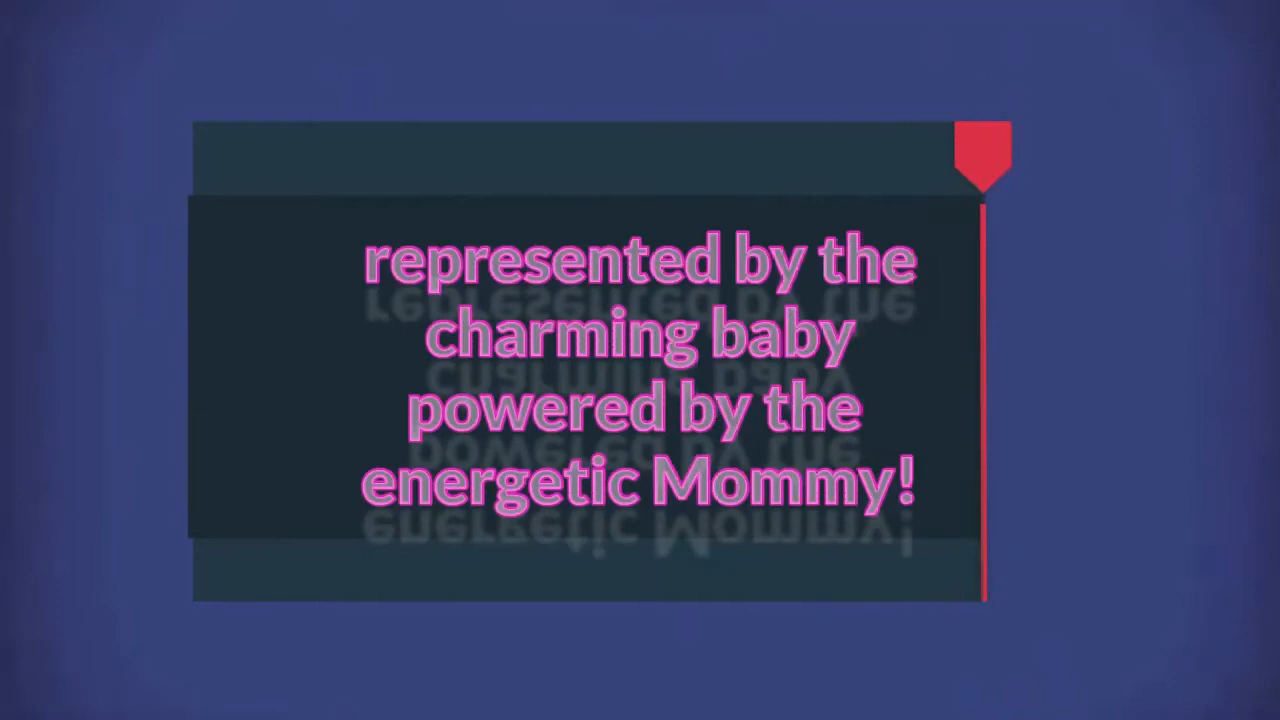 represented by the
charming baby
powered by the
energetic Mommy!